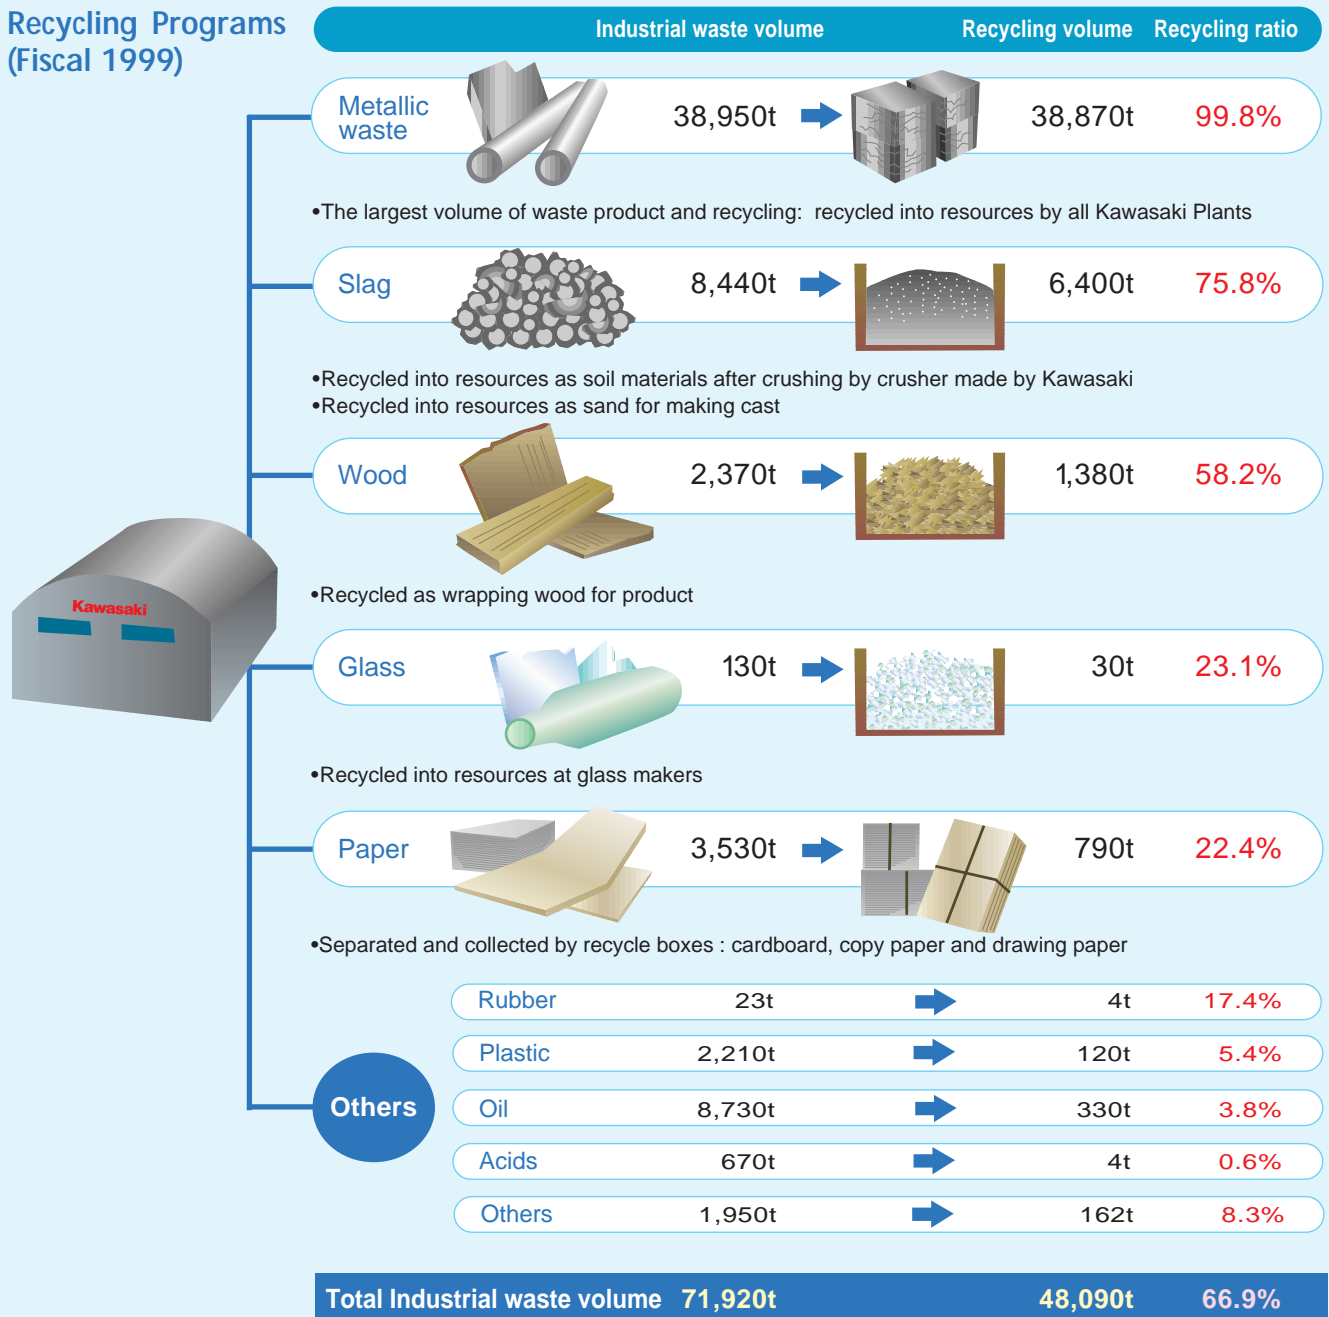 Recycling Programs
(Fiscal 1999)
Industrial waste volume Recycling volume Recycling ratio
Metallic
waste
38,950t 38,870t 99.8%
•The largest volume of waste product and recycling: recycled into resources by all Kawasaki Plants
Slag 8,440t 6,400t 75.8%
•Recycled into resources as soil materials after crushing by crusher made by Kawasaki
•Recycled into resources as sand for making cast
Wood 2,370t 1,380t 58.2%
Kawasaki
•Recycled as wrapping wood for product
Glass 130t 30t 23.1%
•Recycled into resources at glass makers
Paper 3,530t 790t 22.4%
•Separated and collected by recycle boxes : cardboard, copy paper and drawing paper
Others
Rubber 23t 4t 17.4%
Plastic 2,210t 120t 5.4%
Oil 8,730t 330t 3.8%
Acids 670t 4t 0.6%
Others 1,950t 162t 8.3%
Total Industrial waste volume 71,920t 48,090t 66.9%